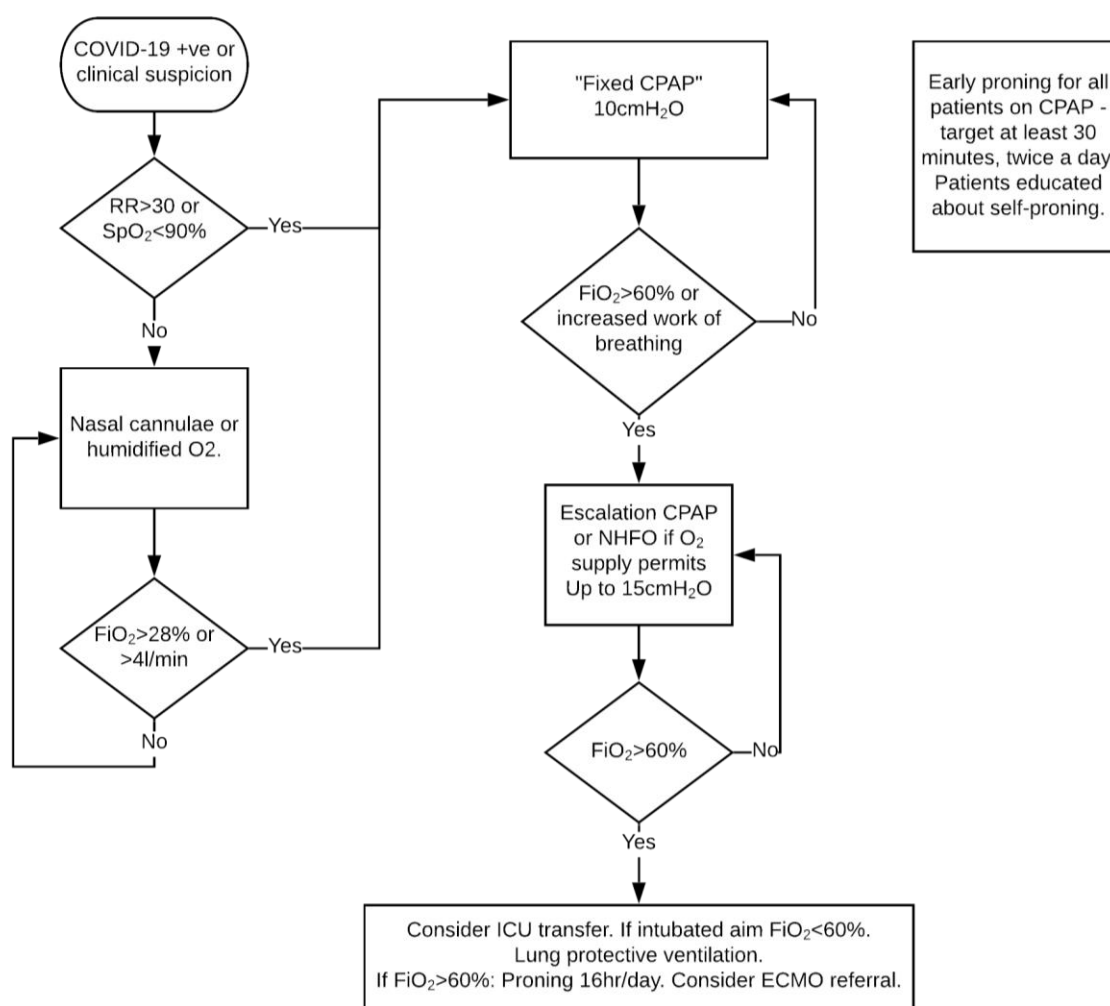 COVID-19 +ve or
clinical suspicion
RR>30 or
SpO₂<90%
Yes
No
Nasal cannulae or
humidified O2.
FiO₂>28% or
>4l/min
Yes
No
"Fixed CPAP"
10cmH₂O
FiO₂>60% or
increased work of
breathing
No
Yes
Escalation CPAP
or NHFO if O₂
supply permits
Up to 15cmH₂O
FiO₂>60%
No
Yes
Consider ICU transfer. If intubated aim FiO₂<60%.
Lung protective ventilation.
If FiO₂>60%: Proning 16hr/day. Consider ECMO referral.
Early proning for all
patients on CPAP -
target at least 30
minutes, twice a day
Patients educated
about self-proning.